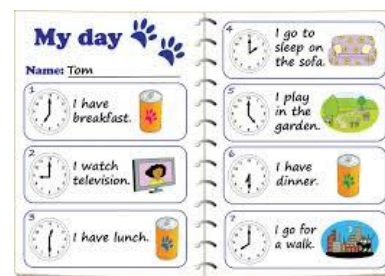 My day
Name: Tom
1
I have
breakfast.
2
I watch
television.
3
I have lunch.
4
I go to
sleep on
the sofa.
5
I play
in the
garden.
6
I have
dinner.
7
I go for
a walk.